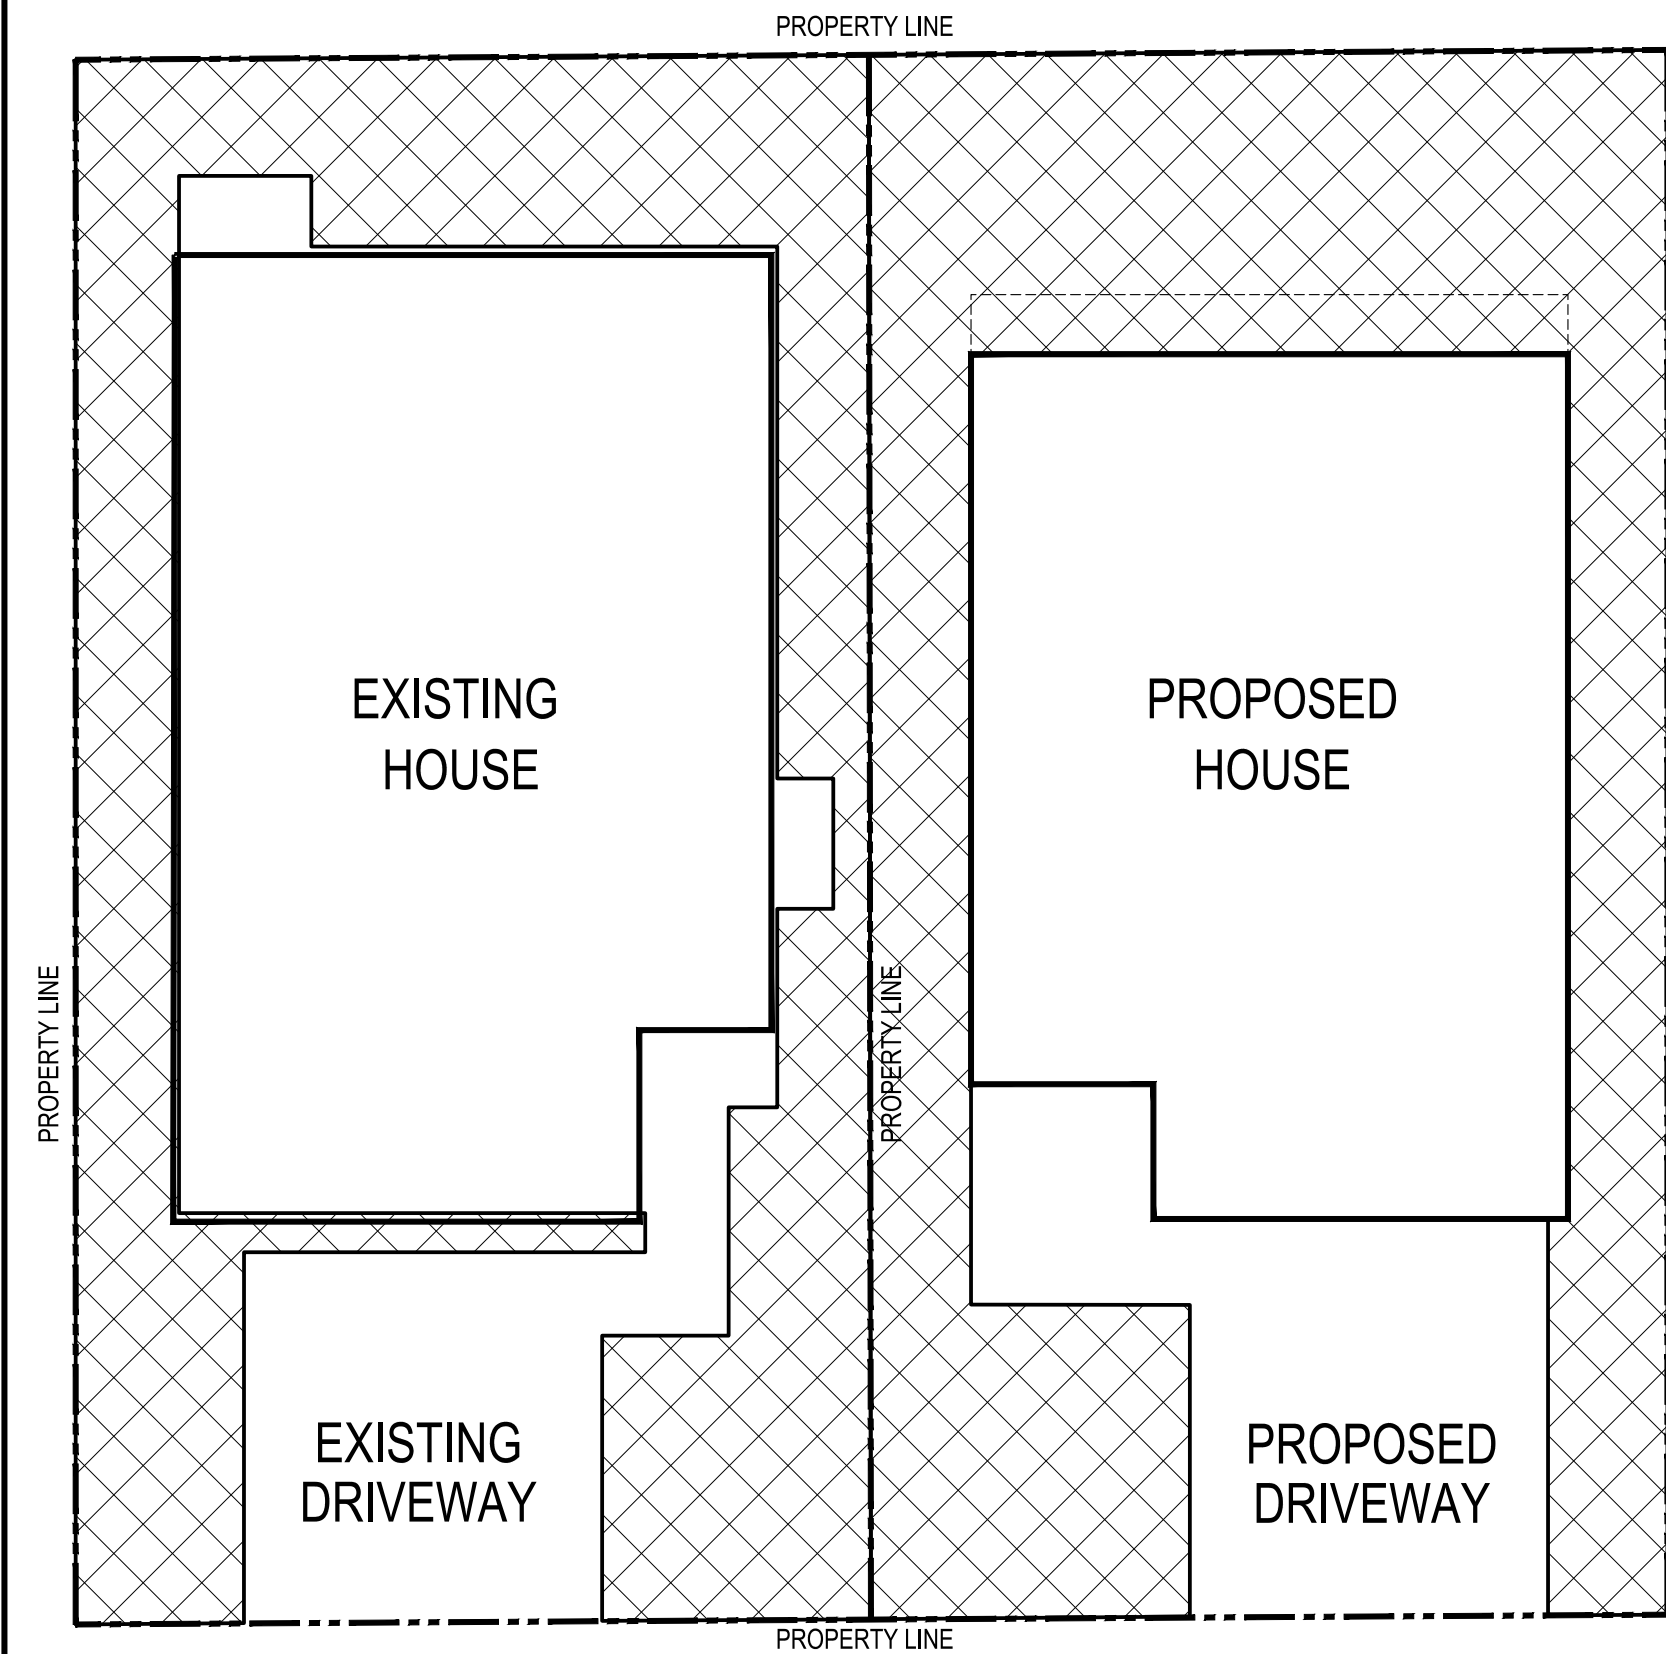 PROPERTY LINE
EXISTING
HOUSE
PROPOSED
HOUSE
PROPERTY LINE
PROPERTY LINE
EXISTING
DRIVEWAY
PROPOSED
DRIVEWAY
PROPERTY LINE